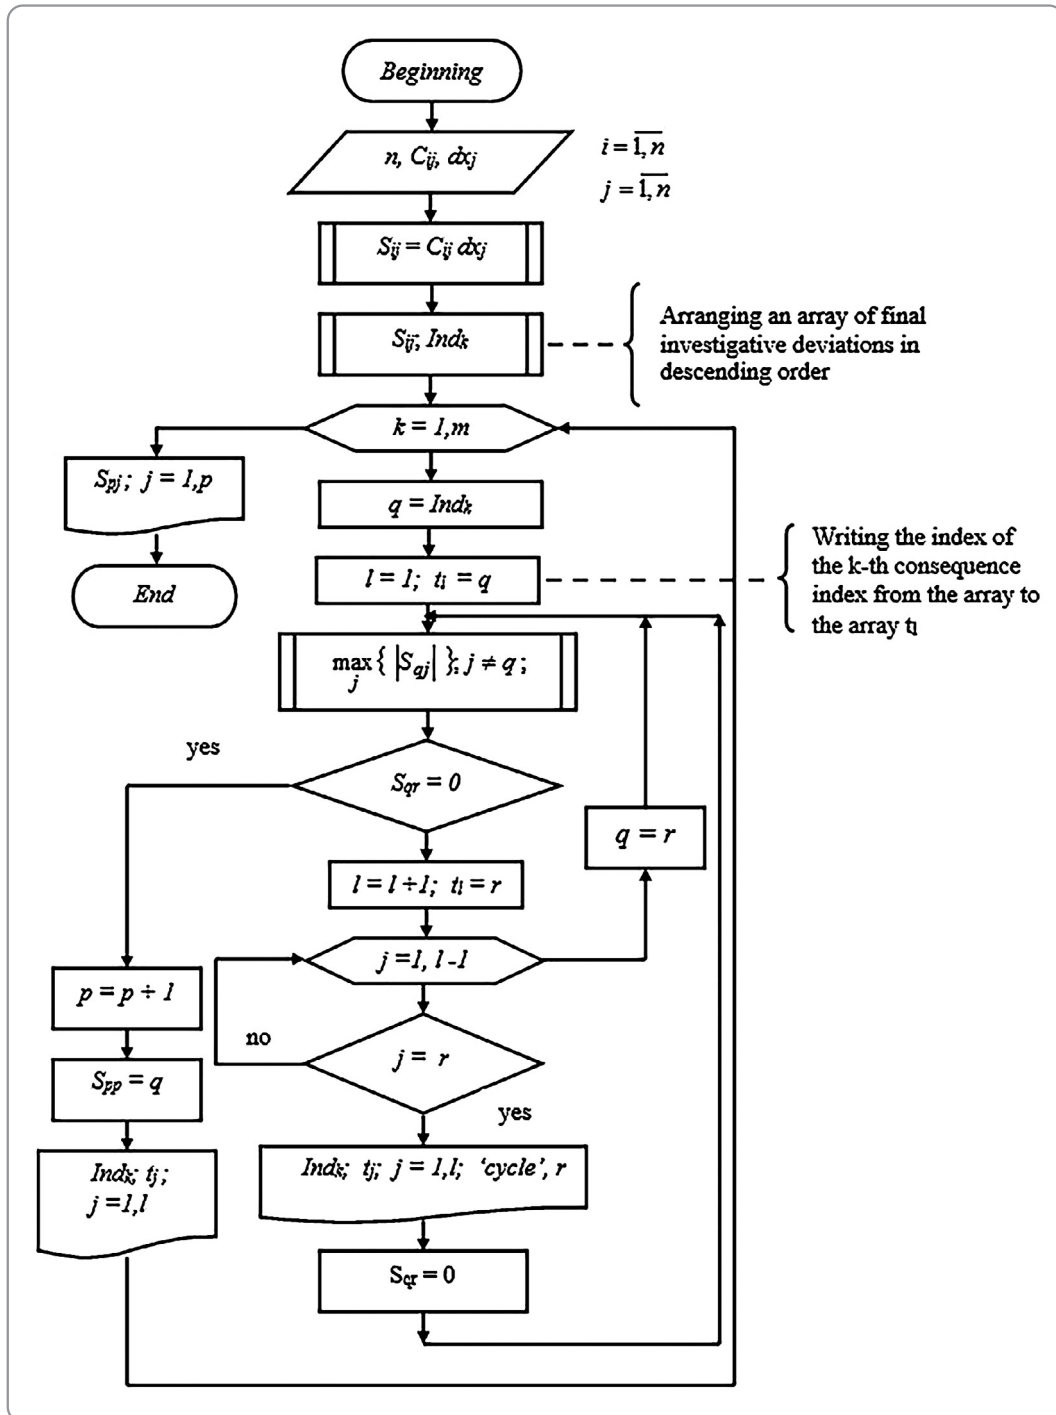 Beginning
n, Cij, dxj
i = 1,n
j = 1,n
Sij = Cij dxj
Sij; Indk
Arranging an array of final
investigative deviations in
descending order
k = 1,m
Spj; j = 1,p
q = Indk
End
l = 1; tl = q
Writing the index of
the k-th consequence
index from the array to
the array tl
max { |Sqj| }; j ≠ q ;
j
yes
Sqr = 0
q = r
l = l + 1; tl = r
j = 1, l - 1
p = p + 1
no
j = r
Spp = q
yes
Indk; tj;
j = 1,l
Indk; tj; j = 1,l; ‘cycle’, r
Sqr = 0